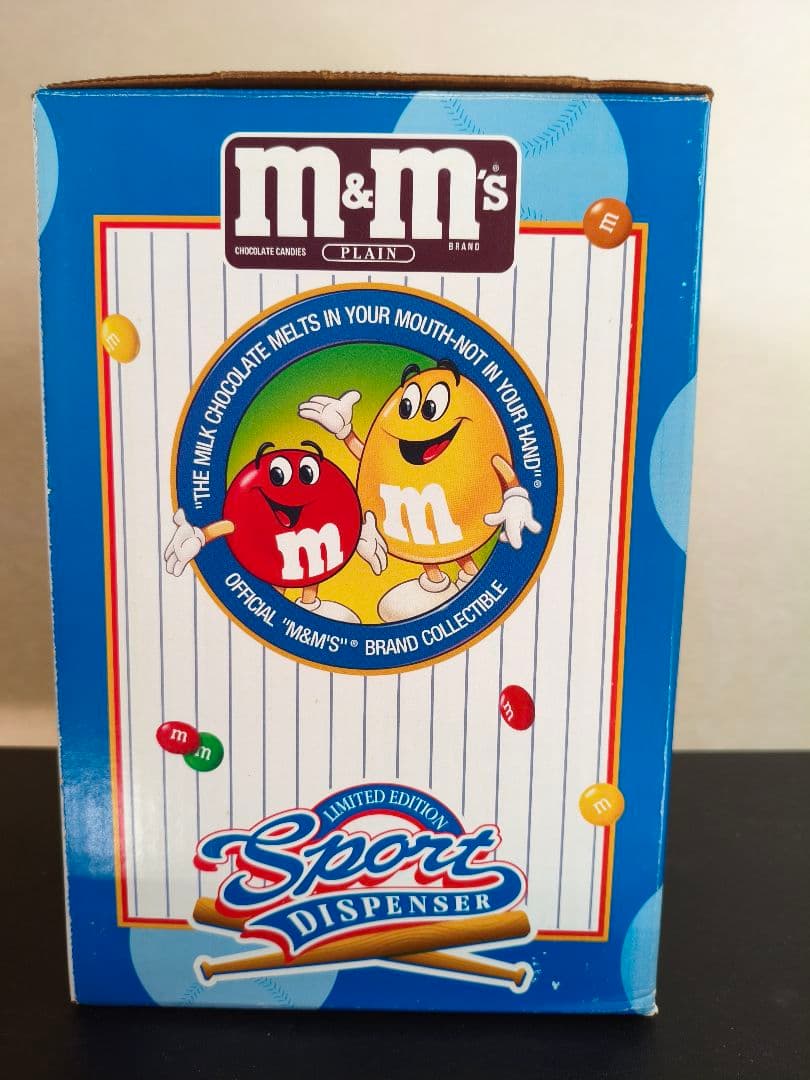 m&m's®
CHOCOLATE CANDIES PLAIN BRAND
"THE MILK CHOCOLATE MELTS IN YOUR MOUTH-NOT IN YOUR HAND"®
m
m
OFFICIAL "M&M'S"® BRAND COLLECTIBLE
m
m
m
m
m
m
LIMITED EDITION
Sport
DISPENSER